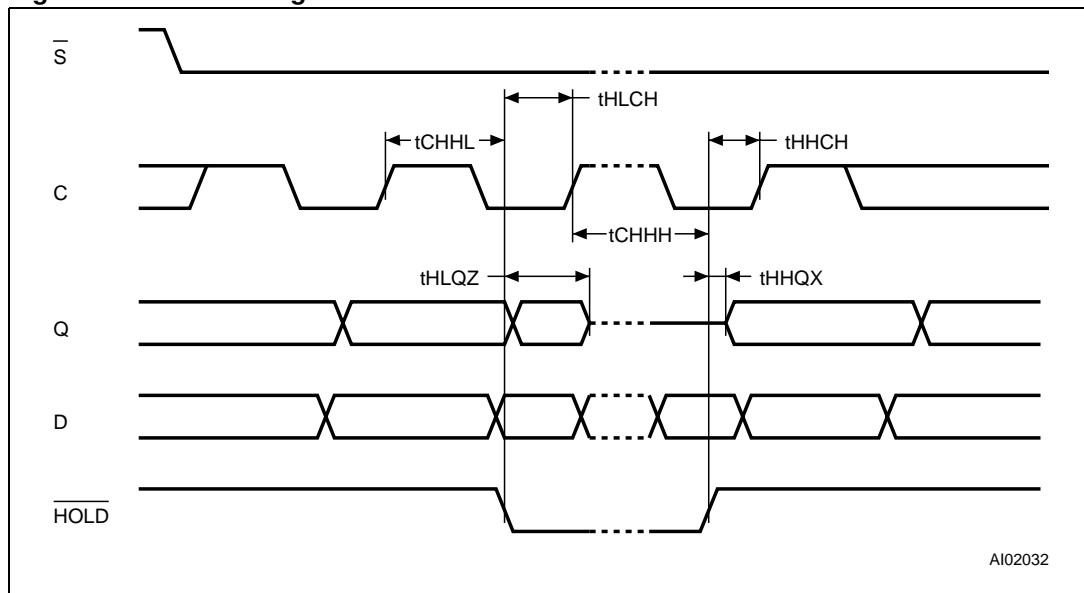 S
tHLCH
tCHHL
tHHCH
C
tCHHH
tHLQZ
tHHQX
Q
D
HOLD
AI02032